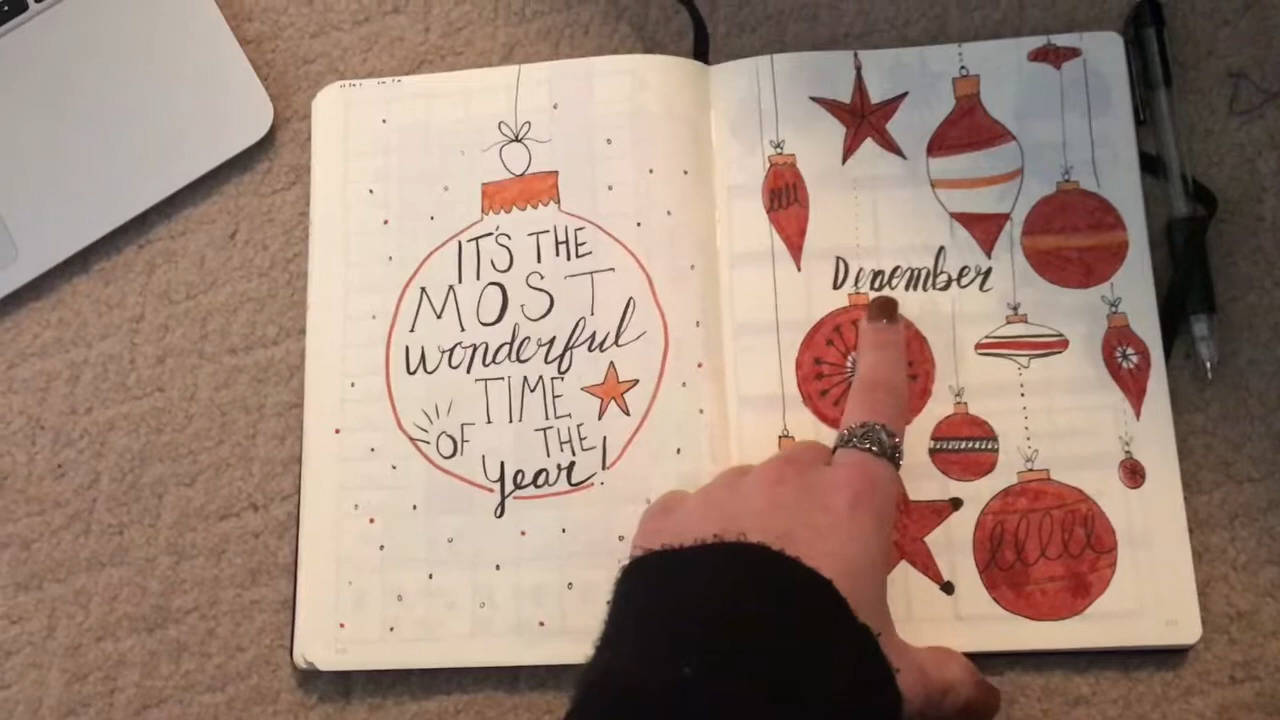 IT'S THE
MOST
wonderful
TIME
OF THE
Year!
December